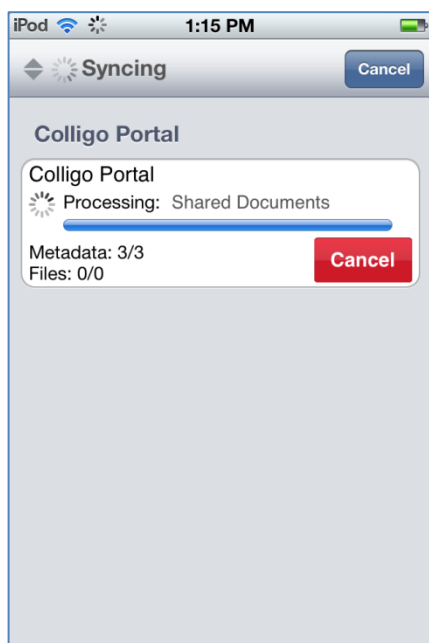 iPod 1:15 PM
Syncing Cancel
Colligo Portal
Colligo Portal
Processing: Shared Documents
Metadata: 3/3
Files: 0/0
Cancel